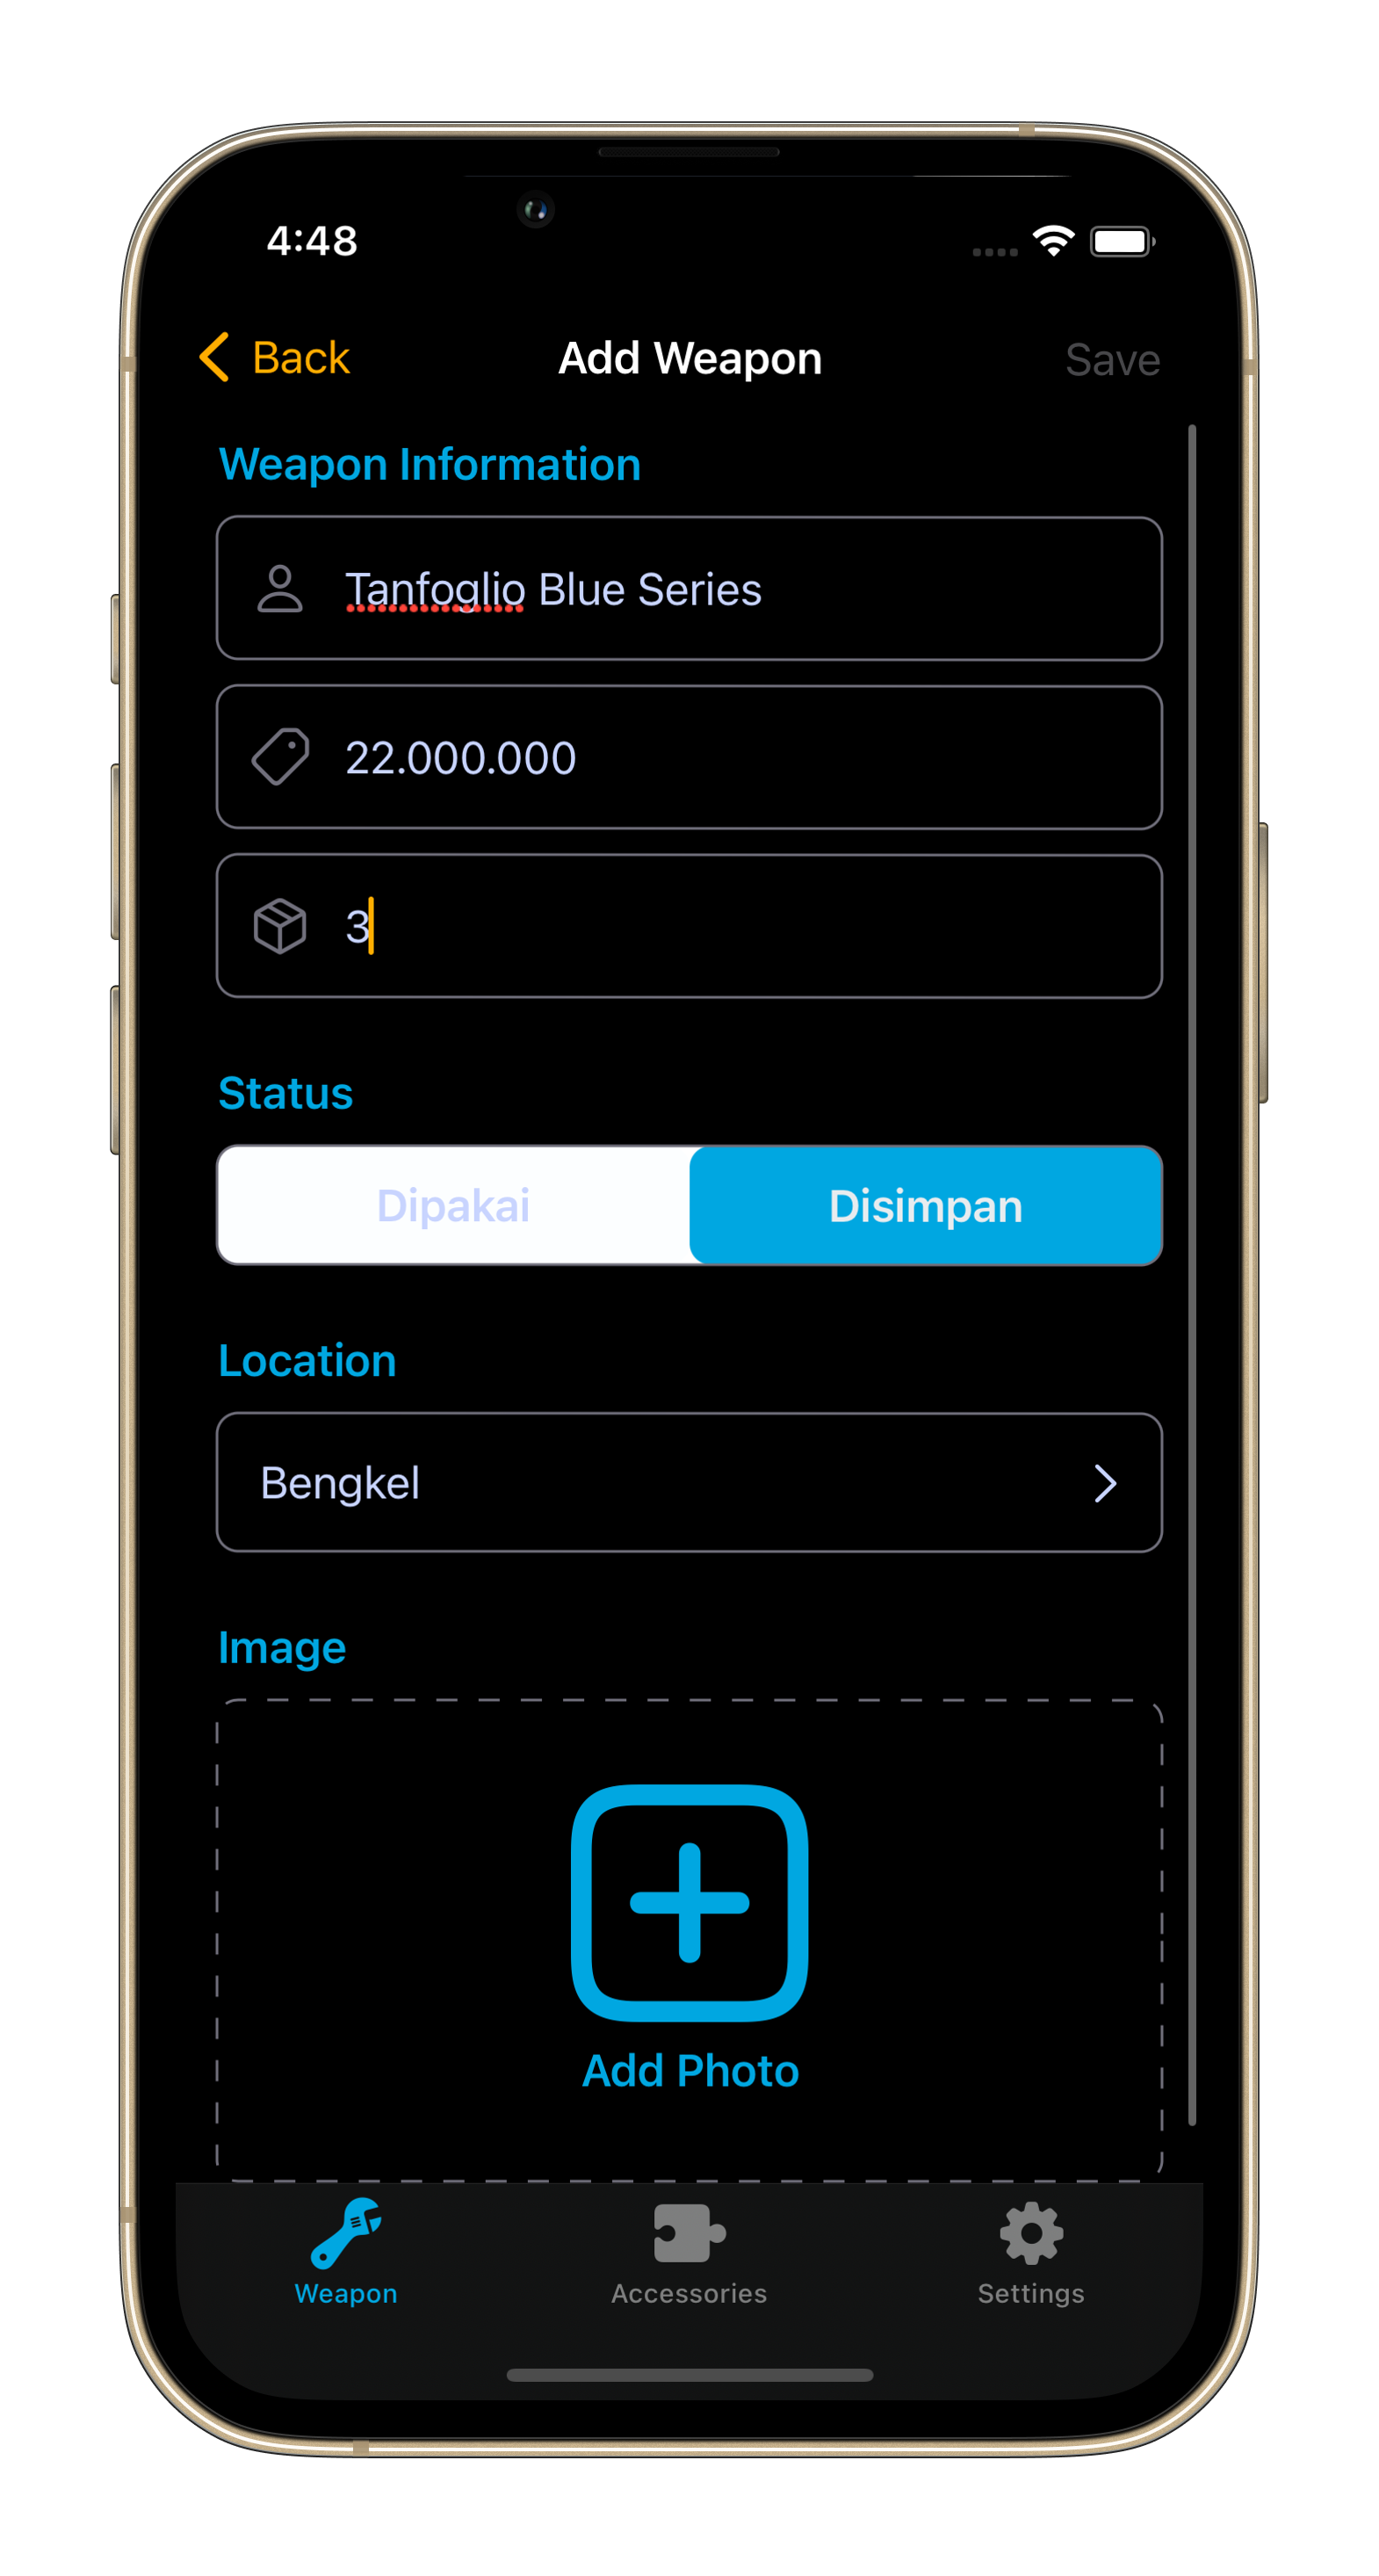 4:48
Back
Add Weapon
Save
Weapon Information
Tanfoglio Blue Series
22.000.000
3
Status
Dipakai
Disimpan
Location
Bengkel
Image
Add Photo
Weapon
Accessories
Settings